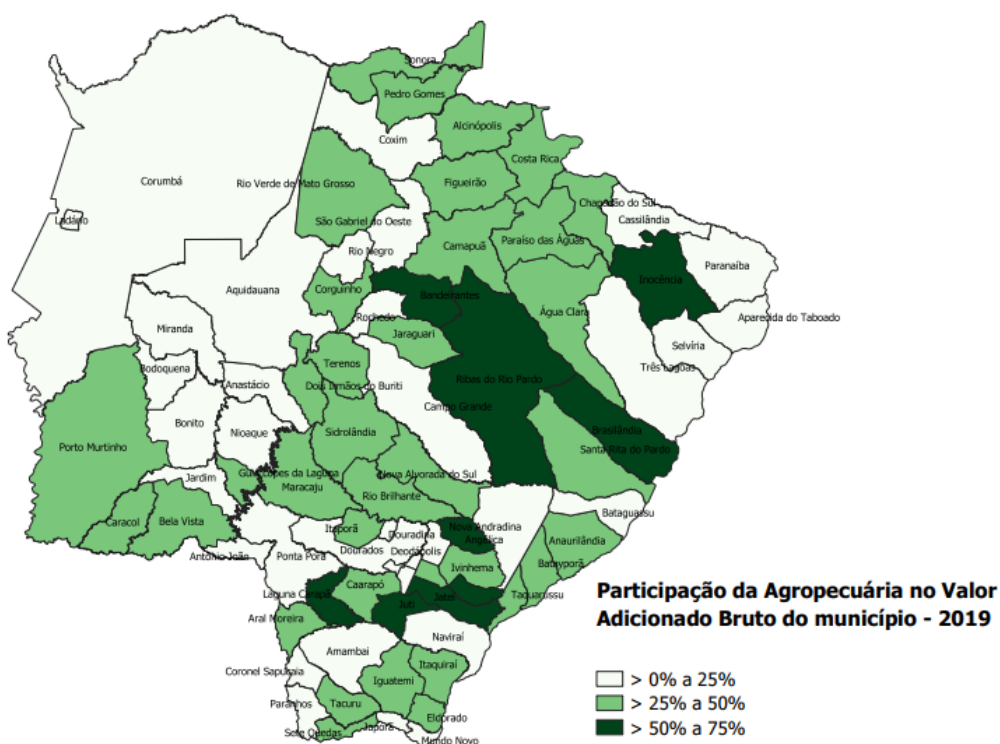 Sonora
Pedro Gomes
Alcinópolis
Coxim
Costa Rica
Corumbá
Rio Verde de Mato Grosso
Figueirão
Chapadão do Sul
Ladário
São Gabriel do Oeste
Cassilândia
Camapuã
Paraíso das Águas
Rio Negro
Paranaíba
Inocência
Aquidauana
Corguinho
Bandeirantes
Água Clara
Rochedo
Aparecida do Taboado
Miranda
Jaraguari
Selvíria
Bodoquena
Terenos
Três Lagoas
Anastácio
Dois Irmãos do Buriti
Ribas do Rio Pardo
Campo Grande
Bonito
Nioaque
Sidrolândia
Brasilândia
Porto Murtinho
Santa Rita do Pardo
Jardim
Guia Lopes da Laguna
Nova Alvorada do Sul
Maracaju
Rio Brilhante
Bataguassu
Caracol
Bela Vista
Itaporã
Douradina
Nova Andradina
Angélica
Anaurilândia
Antônio João
Ponta Porã
Dourados
Deodápolis
Ivinhema
Batayporã
Laguna Carapã
Caarapó
Juti
Jateí
Taquarussu
Aral Moreira
Naviraí
Amambai
Coronel Sapucaia
Itaquiraí
Iguatemi
Paranhos
Tacuru
Eldorado
Sete Quedas
Japorã
Mundo Novo
Participação da Agropecuária no Valor
Adicionado Bruto do município - 2019
> 0% a 25%
> 25% a 50%
> 50% a 75%